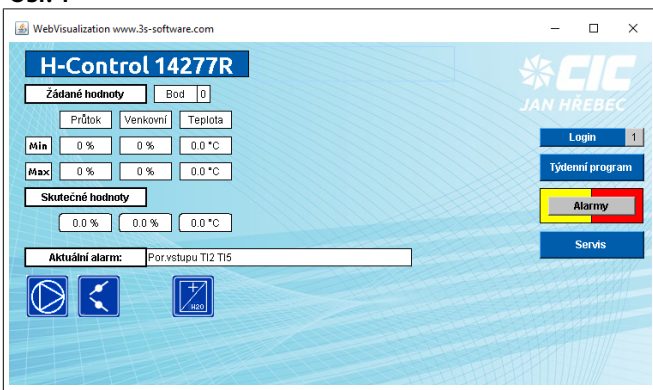 WebVisualization www.3s-software.com
H-Control 14277R
CIC
JAN HŘEBEC
Žádané hodnoty Bod 0
Průtok Venkovní Teplota
Min 0 % 0 % 0.0 °C
Max 0 % 0 % 0.0 °C
Skutečné hodnoty
0.0 % 0.0 % 0.0 °C
Aktuální alarm: Por.vstupu TI2 TI5
+
H2O
Login 1
Týdenní program
Alarmy
Servis